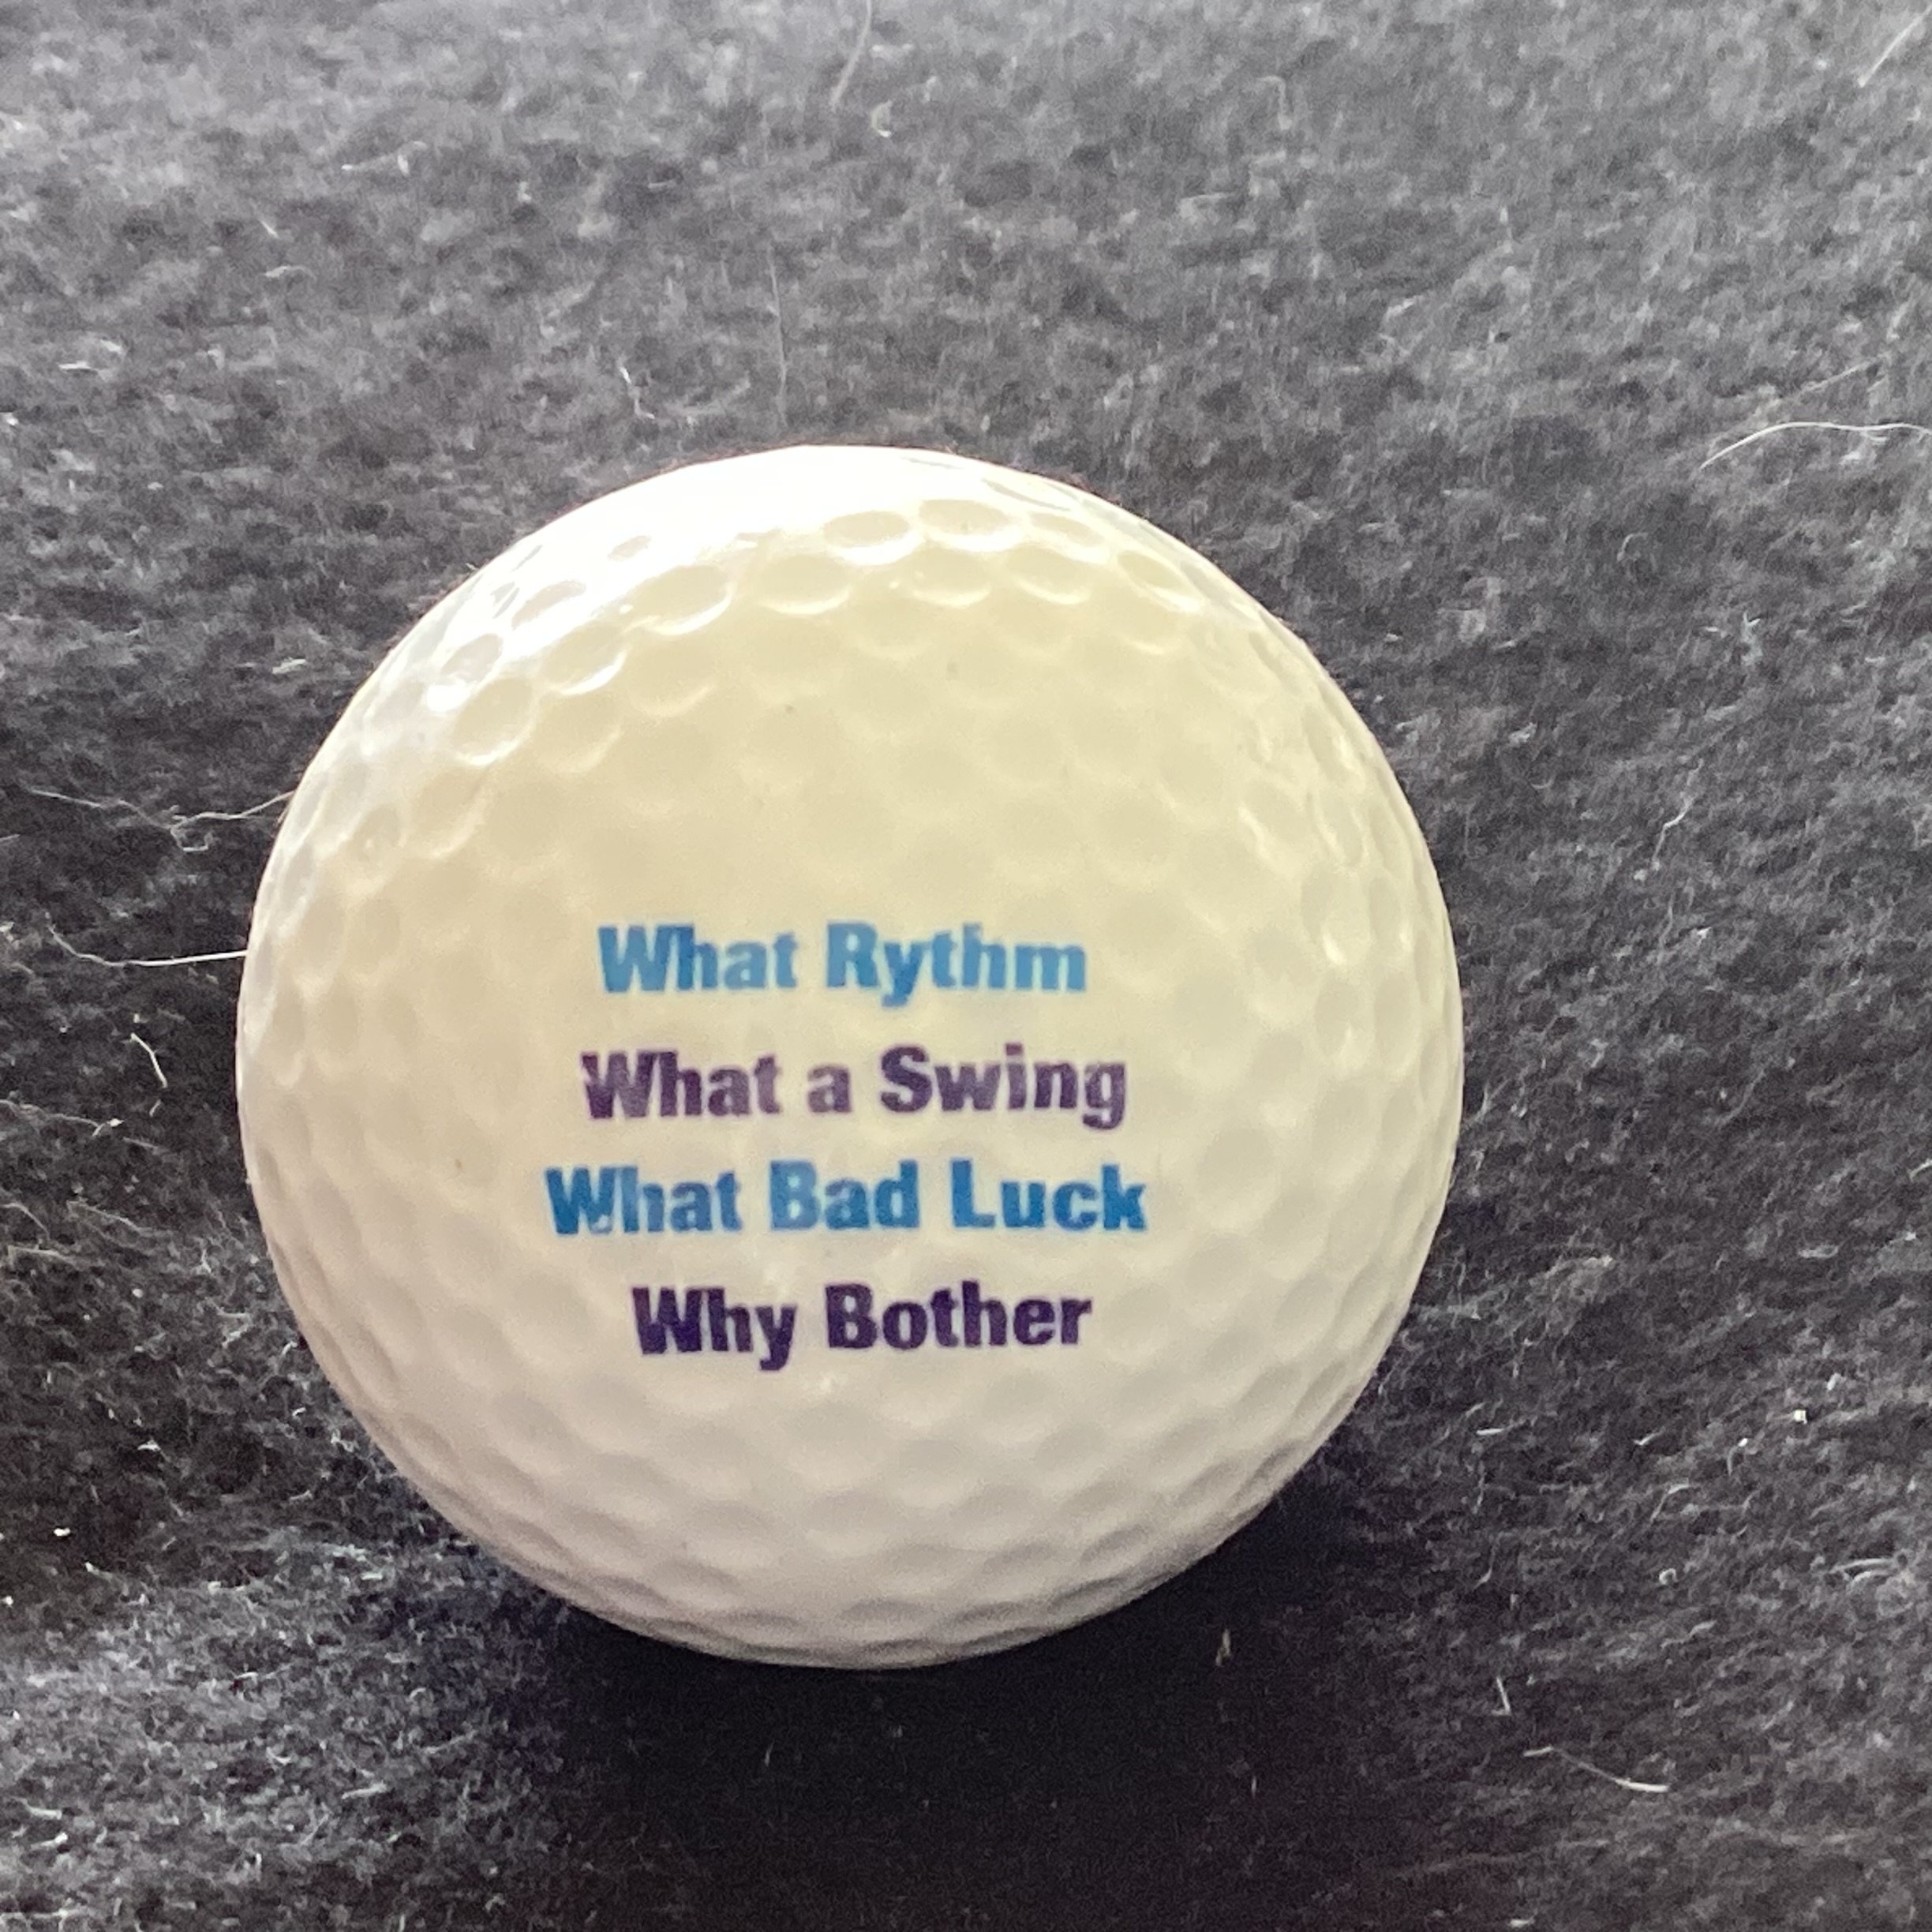 What Rythm
What a Swing
What Bad Luck
Why Bother